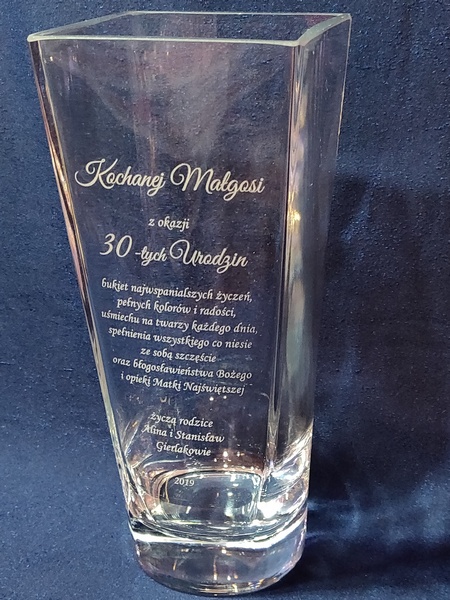 Kochanej Małgosi
z okazji
30 -tych Urodzin
bukiet najwspanialszych życzeń,
pełnych kolorów i radości,
uśmiechu na twarzy każdego dnia,
spełnienia wszystkiego co niesie
ze sobą szczęście
oraz błogosławieństwa Bożego
i opieki Matki Najświętszej
życzą rodzice
Alina i Stanisław
Gierlakowie
2019